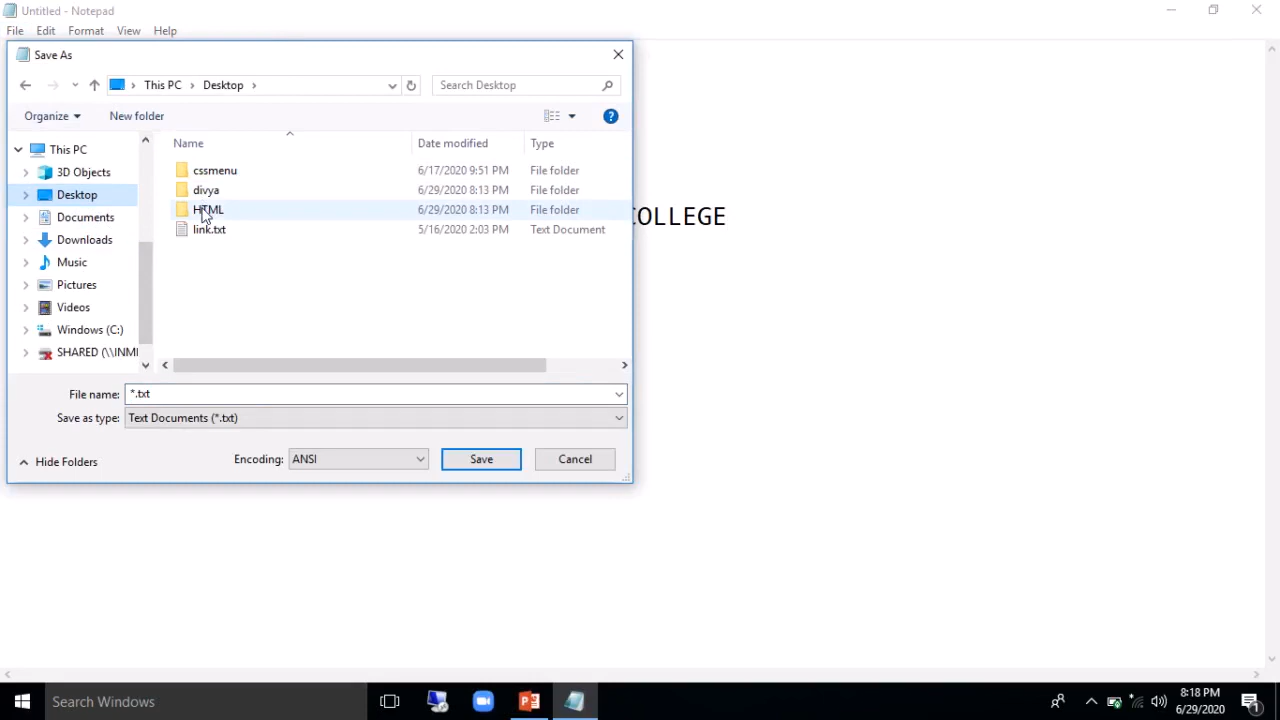 Untitled - Notepad
File Edit Format View Help
Save As
This PC Desktop
Search Desktop
Organize New folder
Name Date modified Type
This PC
3D Objects
Desktop
Documents
Downloads
Music
Pictures
Videos
Windows (C:)
SHARED (\\INMI
cssmenu 6/17/2020 9:51 PM File folder
divya 6/29/2020 8:13 PM File folder
HTML 6/29/2020 8:13 PM File folder
link.txt 5/16/2020 2:03 PM Text Document
COLLEGE
File name: *.txt
Save as type: Text Documents (*.txt)
Hide Folders
Encoding: ANSI
Save
Cancel
Search Windows
8:18 PM
6/29/2020
1